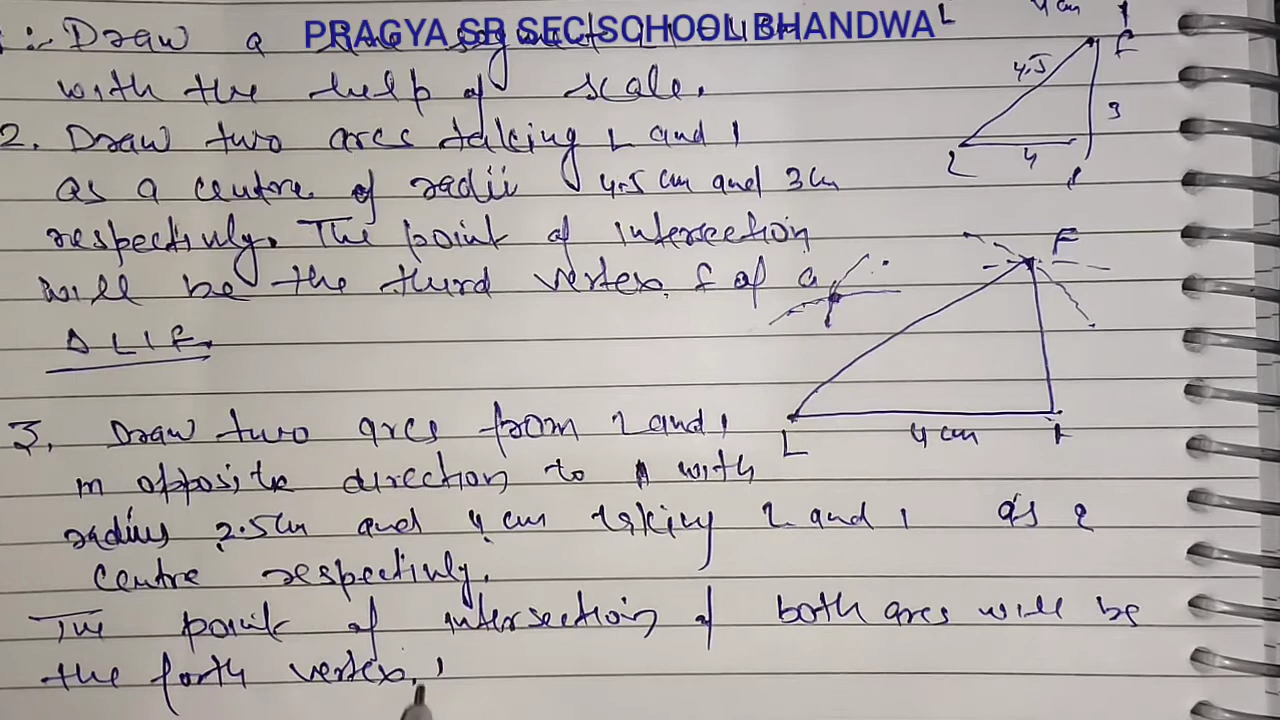 PRAGYA SR SEC SCHOOL BHANDWA
Draw a
with the help of scale.
2. Draw two arcs taking L and I
as a centre of radii 4.5 cm and 3 cm
respectively. The point of intersection
will be the third vertex F of a
Δ LIF.
3. Draw two arcs from L and I
in opposite direction to with
radius 2.5 cm and 4 cm taking L and I as a
centre respectively.
The point of intersection of both arcs will be
the forth vertex.
L 4 cm I
4.5 F
3
L 4 I
F
L 4 cm I